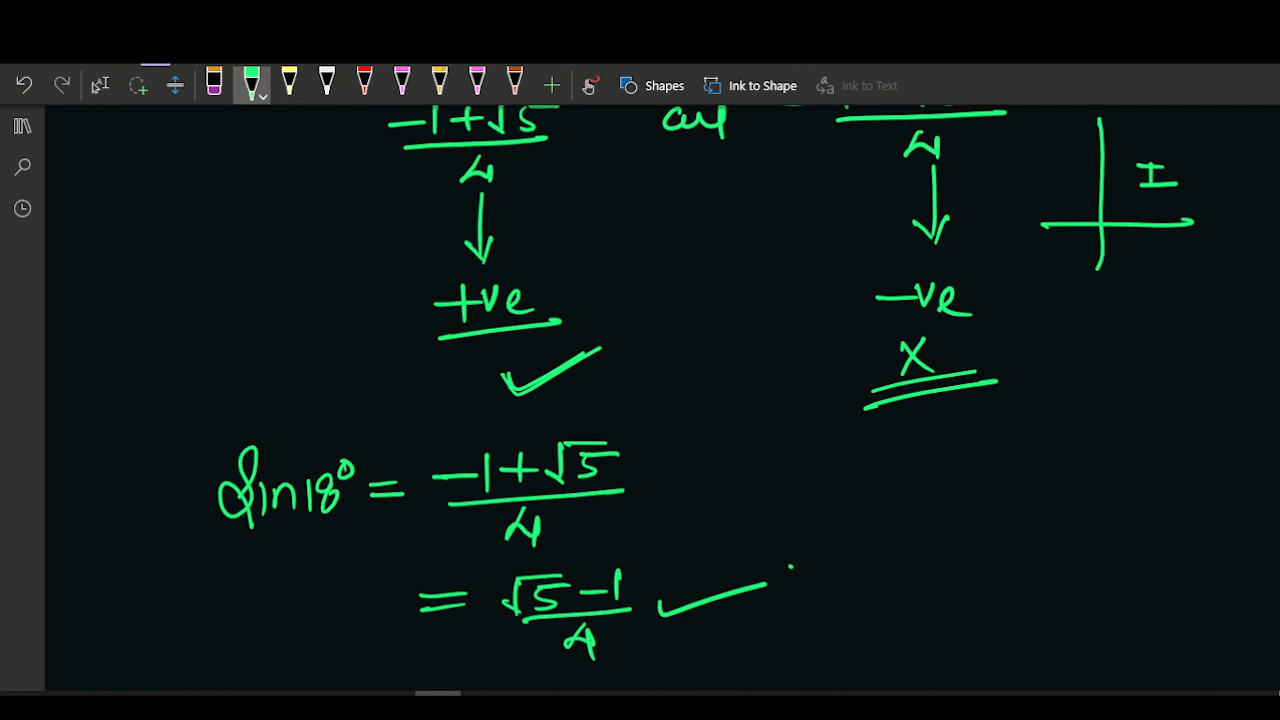 Shapes Ink to Shape Ink to Text
-1+√5 and
4 4 I
+ve -ve
✓ X
Sin18° = -1+√5
4
= √5-1 ✓
4